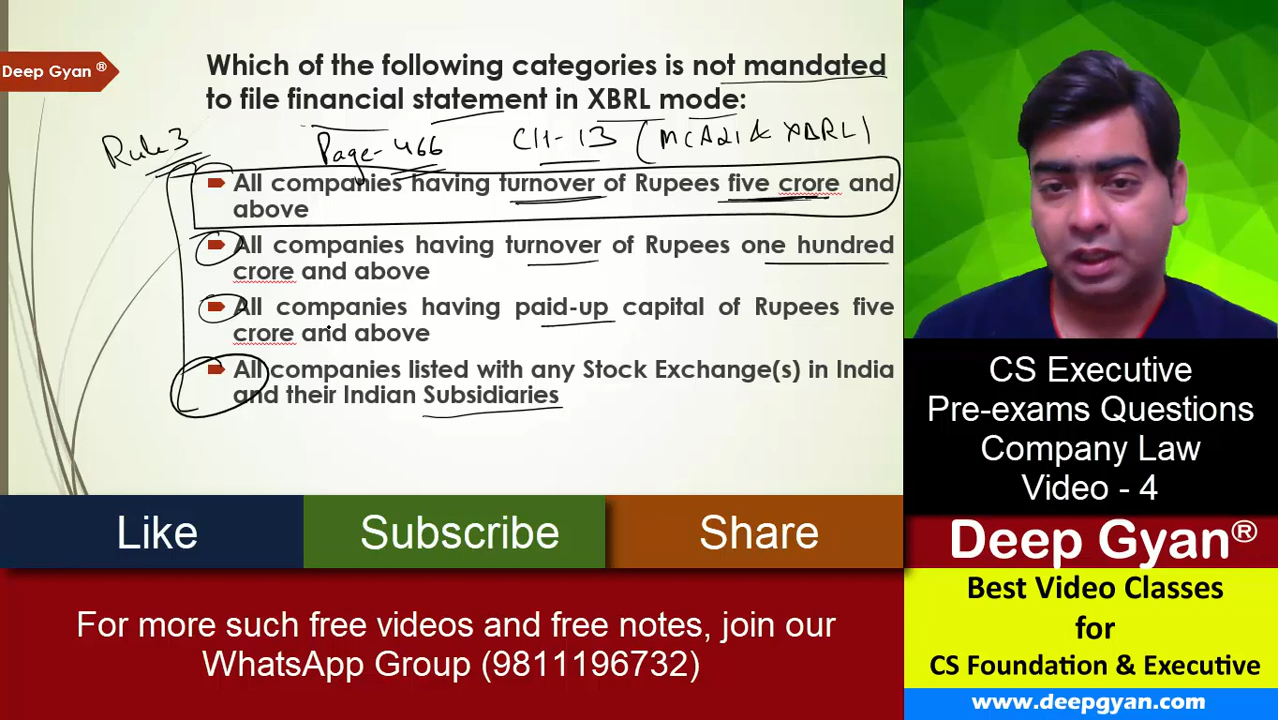 Deep Gyan ®
Which of the following categories is not mandated
to file financial statement in XBRL mode:
Rule 3
Page-466 CH-13 (MCA21 & XBRL)
All companies having turnover of Rupees five crore and
above
All companies having turnover of Rupees one hundred
crore and above
All companies having paid-up capital of Rupees five
crore and above
All companies listed with any Stock Exchange(s) in India
and their Indian Subsidiaries
CS Executive
Pre-exams Questions
Company Law
Video - 4
Like
Subscribe
Share
Deep Gyan®
Best Video Classes
for
CS Foundation & Executive
www.deepgyan.com
For more such free videos and free notes, join our
WhatsApp Group (9811196732)